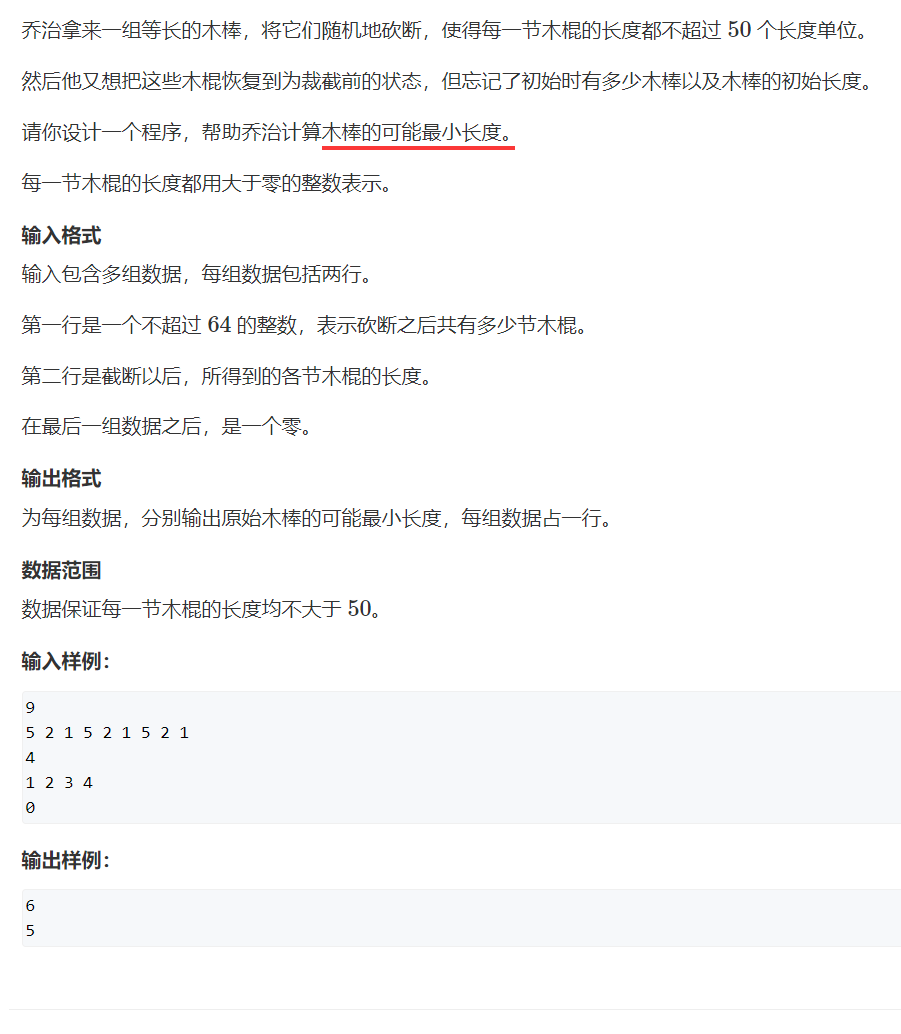 乔治拿来一组等长的木棒，将它们随机地砍断，使得每一节木棍的长度都不超过 50 个长度单位。
然后他又想把这些木棍恢复到为裁截前的状态，但忘记了初始时有多少木棒以及木棒的初始长度。
请你设计一个程序，帮助乔治计算木棒的可能最小长度。
每一节木棍的长度都用大于零的整数表示。
输入格式
输入包含多组数据，每组数据包括两行。
第一行是一个不超过 64 的整数，表示砍断之后共有多少节木棍。
第二行是截断以后，所得到的各节木棍的长度。
在最后一组数据之后，是一个零。
输出格式
为每组数据，分别输出原始木棒的可能最小长度，每组数据占一行。
数据范围
数据保证每一节木棍的长度均不大于 50。
输入样例：
9
5 2 1 5 2 1 5 2 1
4
1 2 3 4
0
输出样例：
6
5